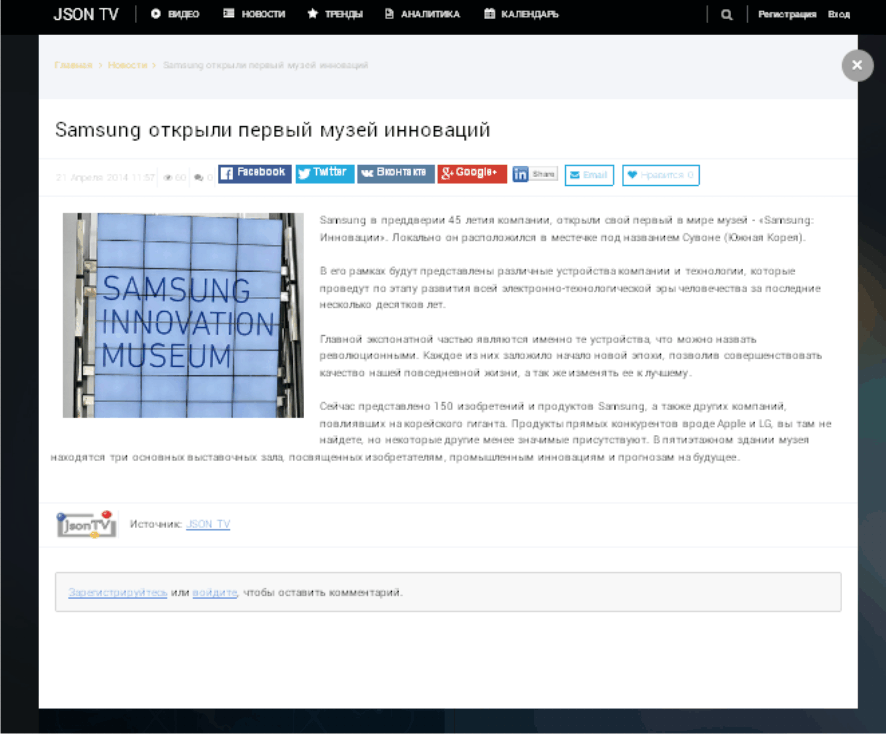 JSON TV ВИДЕО НОВОСТИ ТРЕНДЫ АНАЛИТИКА КАЛЕНДАРЬ Регистрация Вход
Главная > Новости > Samsung открыли первый музей инноваций
Samsung открыли первый музей инноваций
21 Апреля 2014 11:57 60 0 Facebook Twitter ВКонтакте Google+ Share Email Нравится 0
SAMSUNG
INNOVATION
MUSEUM
Samsung в преддверии 45 летия компании, открыли свой первый в мире музей - «Samsung:
Инновации». Локально он расположился в местечке под названием Сувоне (Южная Корея).
В его рамках будут представлены различные устройства компании и технологии, которые
проведут по этапу развития всей электронно-технологической эры человечества за последние
несколько десятков лет.
Главной экспонатной частью являются именно те устройства, что можно назвать
революционными. Каждое из них заложило начало новой эпохи, позволив совершенствовать
качество нашей повседневной жизни, а так же изменять ее к лучшему.
Сейчас представлено 150 изобретений и продуктов Samsung, а также других компаний,
повлиявших на корейского гиганта. Продукты прямых конкурентов вроде Apple и LG, вы там не
найдете, но некоторые другие менее значимые присутствуют. В пятиэтажном здании музея
находятся три основных выставочных зала, посвященных изобретателям, промышленным инновациям и прогнозам на будущее.
JsonTV Источник: JSON TV
Зарегистрируйтесь или войдите, чтобы оставить комментарий.